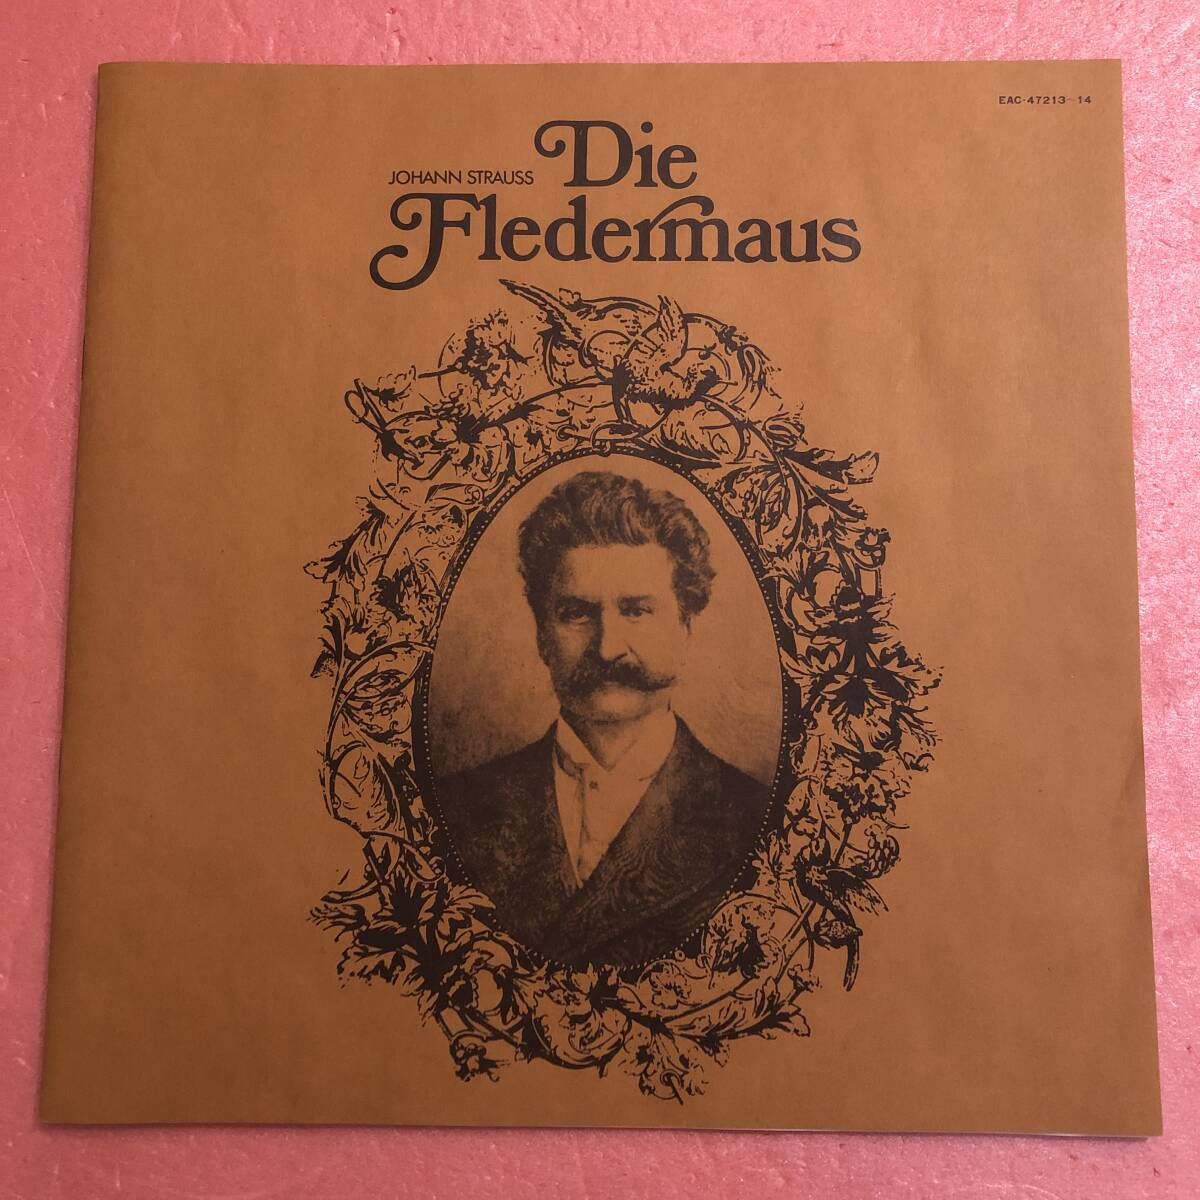 EAC-47213~14
JOHANN STRAUSS Die
Fledermaus